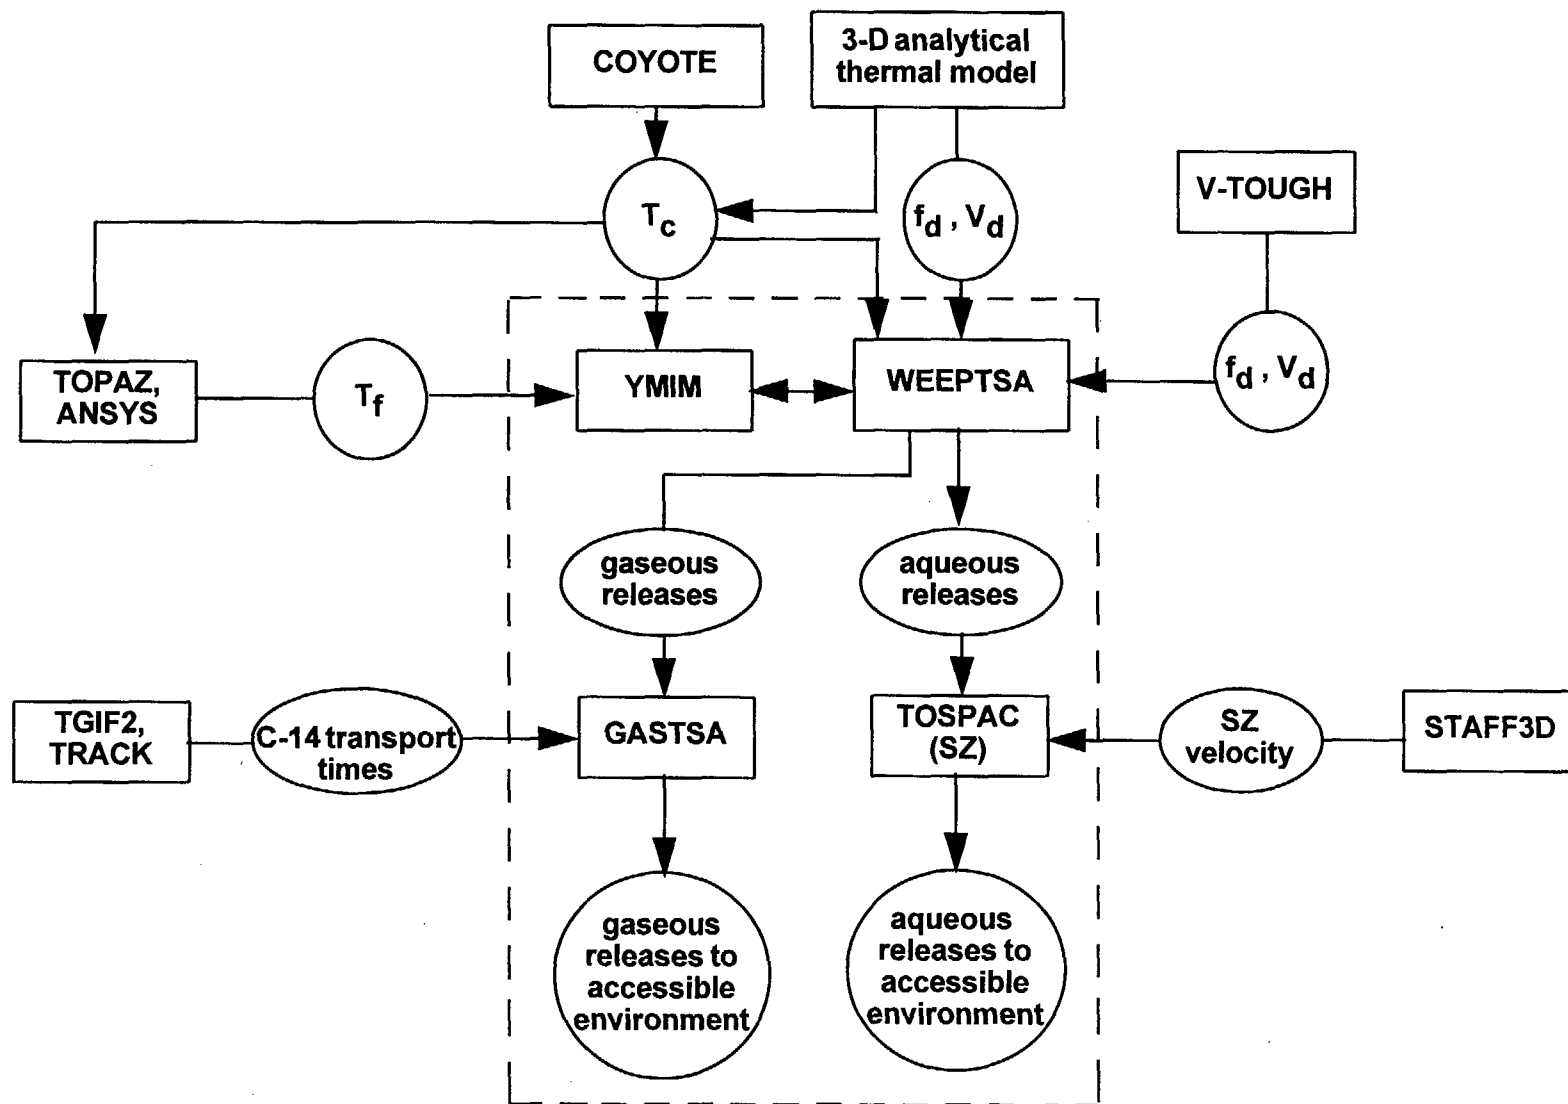 COYOTE
3-D analytical
thermal model
V-TOUGH
Tc
fd , Vd
TOPAZ,
ANSYS
Tf
YMIM
WEEPTSA
fd , Vd
gaseous
releases
aqueous
releases
TGIF2,
TRACK
C-14 transport
times
GASTSA
TOSPAC
(SZ)
SZ
velocity
STAFF3D
gaseous
releases to
accessible
environment
aqueous
releases to
accessible
environment